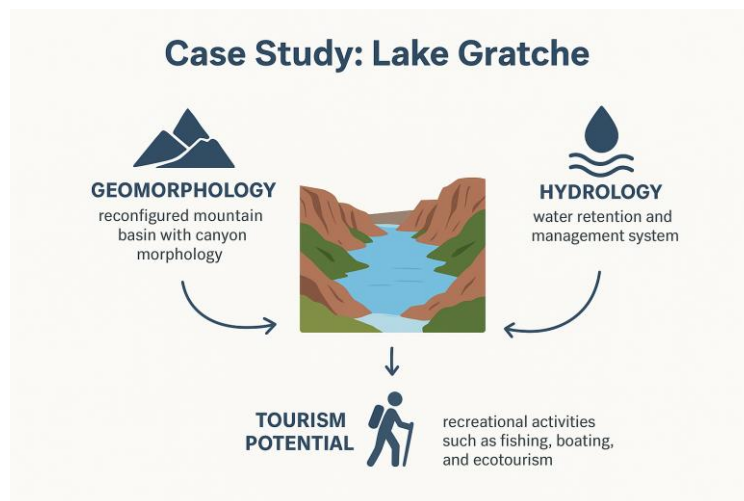 Case Study: Lake Gratche
GEOMORPHOLOGY
reconfigured mountain
basin with canyon
morphology
HYDROLOGY
water retention and
management system
TOURISM
POTENTIAL
recreational activities
such as fishing, boating,
and ecotourism